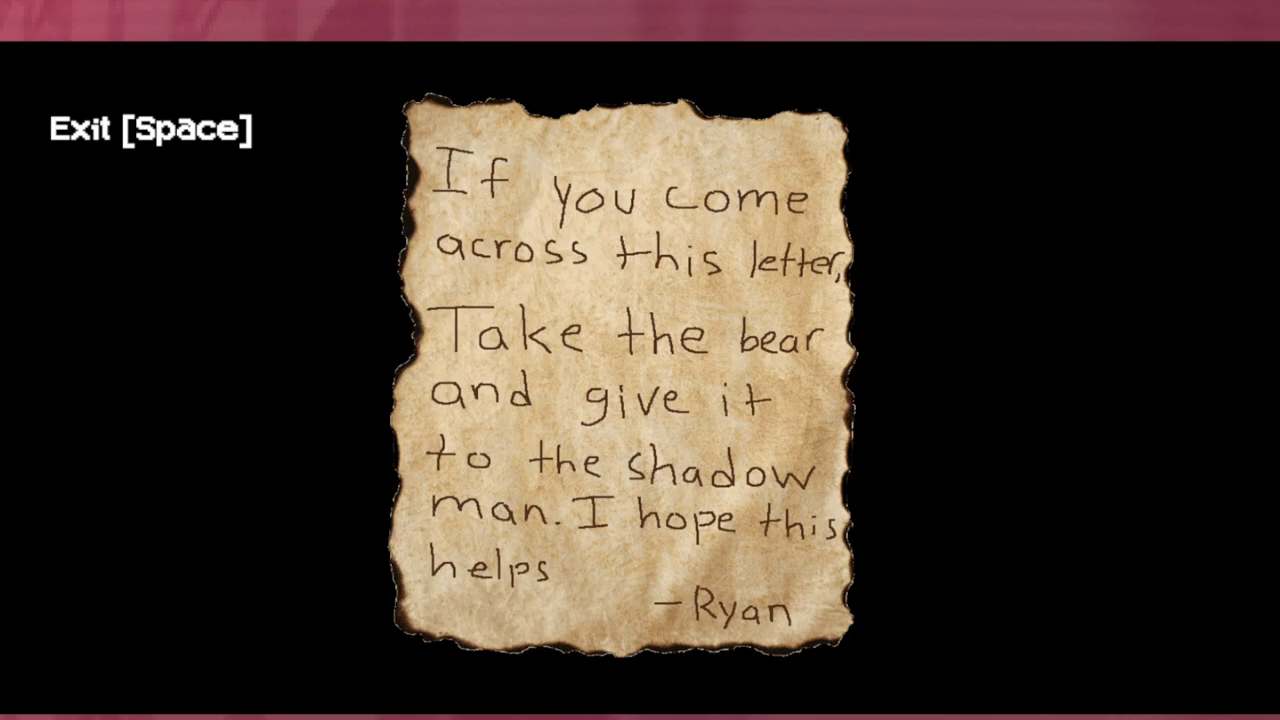 Exit [Space]
If you come
across this letter,
Take the bear
and give it
to the shadow
man. I hope this
helps
-Ryan